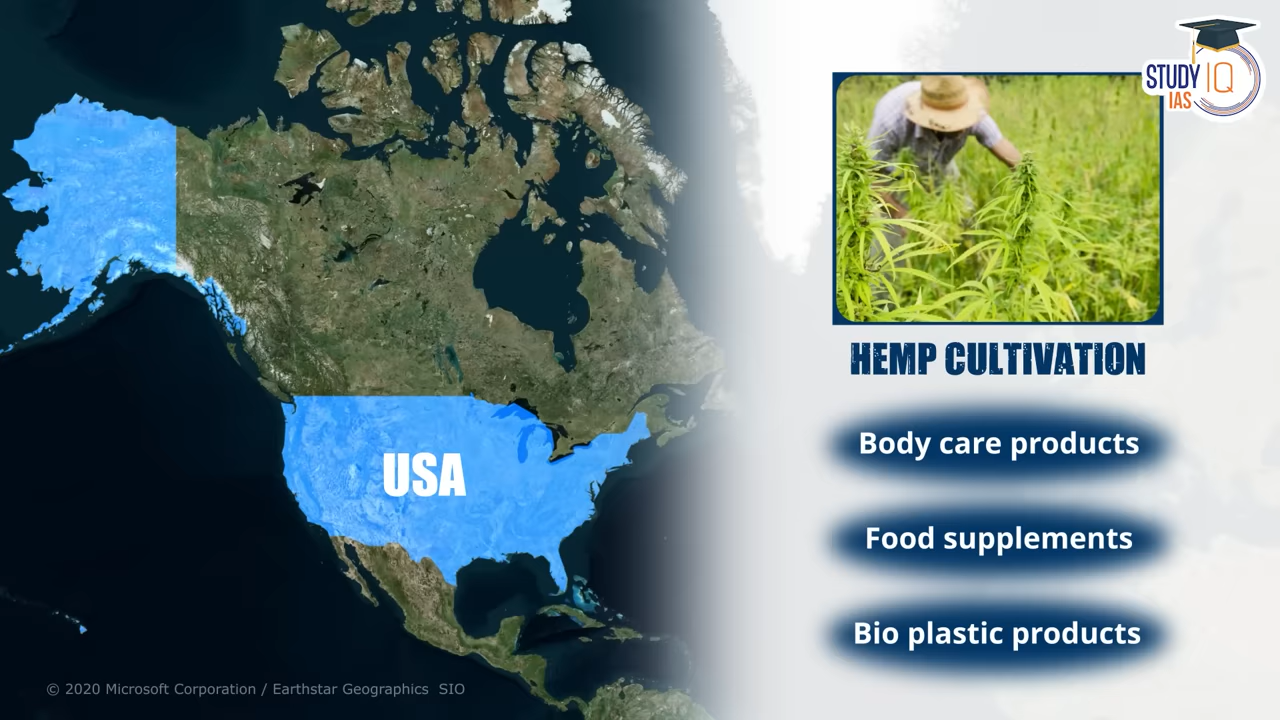 STUDY IQ
IAS
HEMP CULTIVATION
Body care products
USA
Food supplements
Bio plastic products
© 2020 Microsoft Corporation / Earthstar Geographics SIO